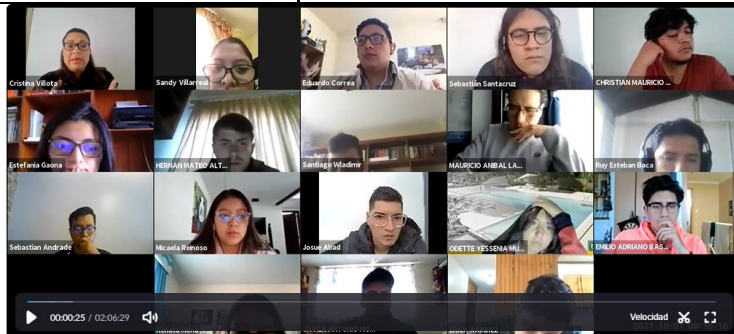 Cristina Villota
Sandy Villarreal
Eduardo Correa
Sebastián Santacruz
CHRISTIAN MAURICIO ...
Estefania Gaona
HERNAN MATEO ALT...
Santiago Wladimir
MAURICIO ANIBAL LA...
Ruy Esteban Baca
Sebastian Andrade
Micaela Reinoso
Josue Abad
ODETTE YESSENIA MU...
EMILIO ADRIANO BAS...
00:00:25 / 02:06:29
Velocidad